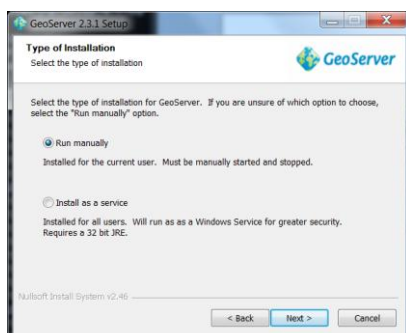 GeoServer 2.3.1 Setup
Type of Installation
Select the type of installation
GeoServer
Select the type of installation for GeoServer. If you are unsure of which option to choose,
select the "Run manually" option.
Run manually
Installed for the current user. Must be manually started and stopped.
Install as a service
Installed for all users. Will run as as a Windows Service for greater security.
Requires a 32 bit JRE.
Nullsoft Install System v2.46
< Back
Next >
Cancel